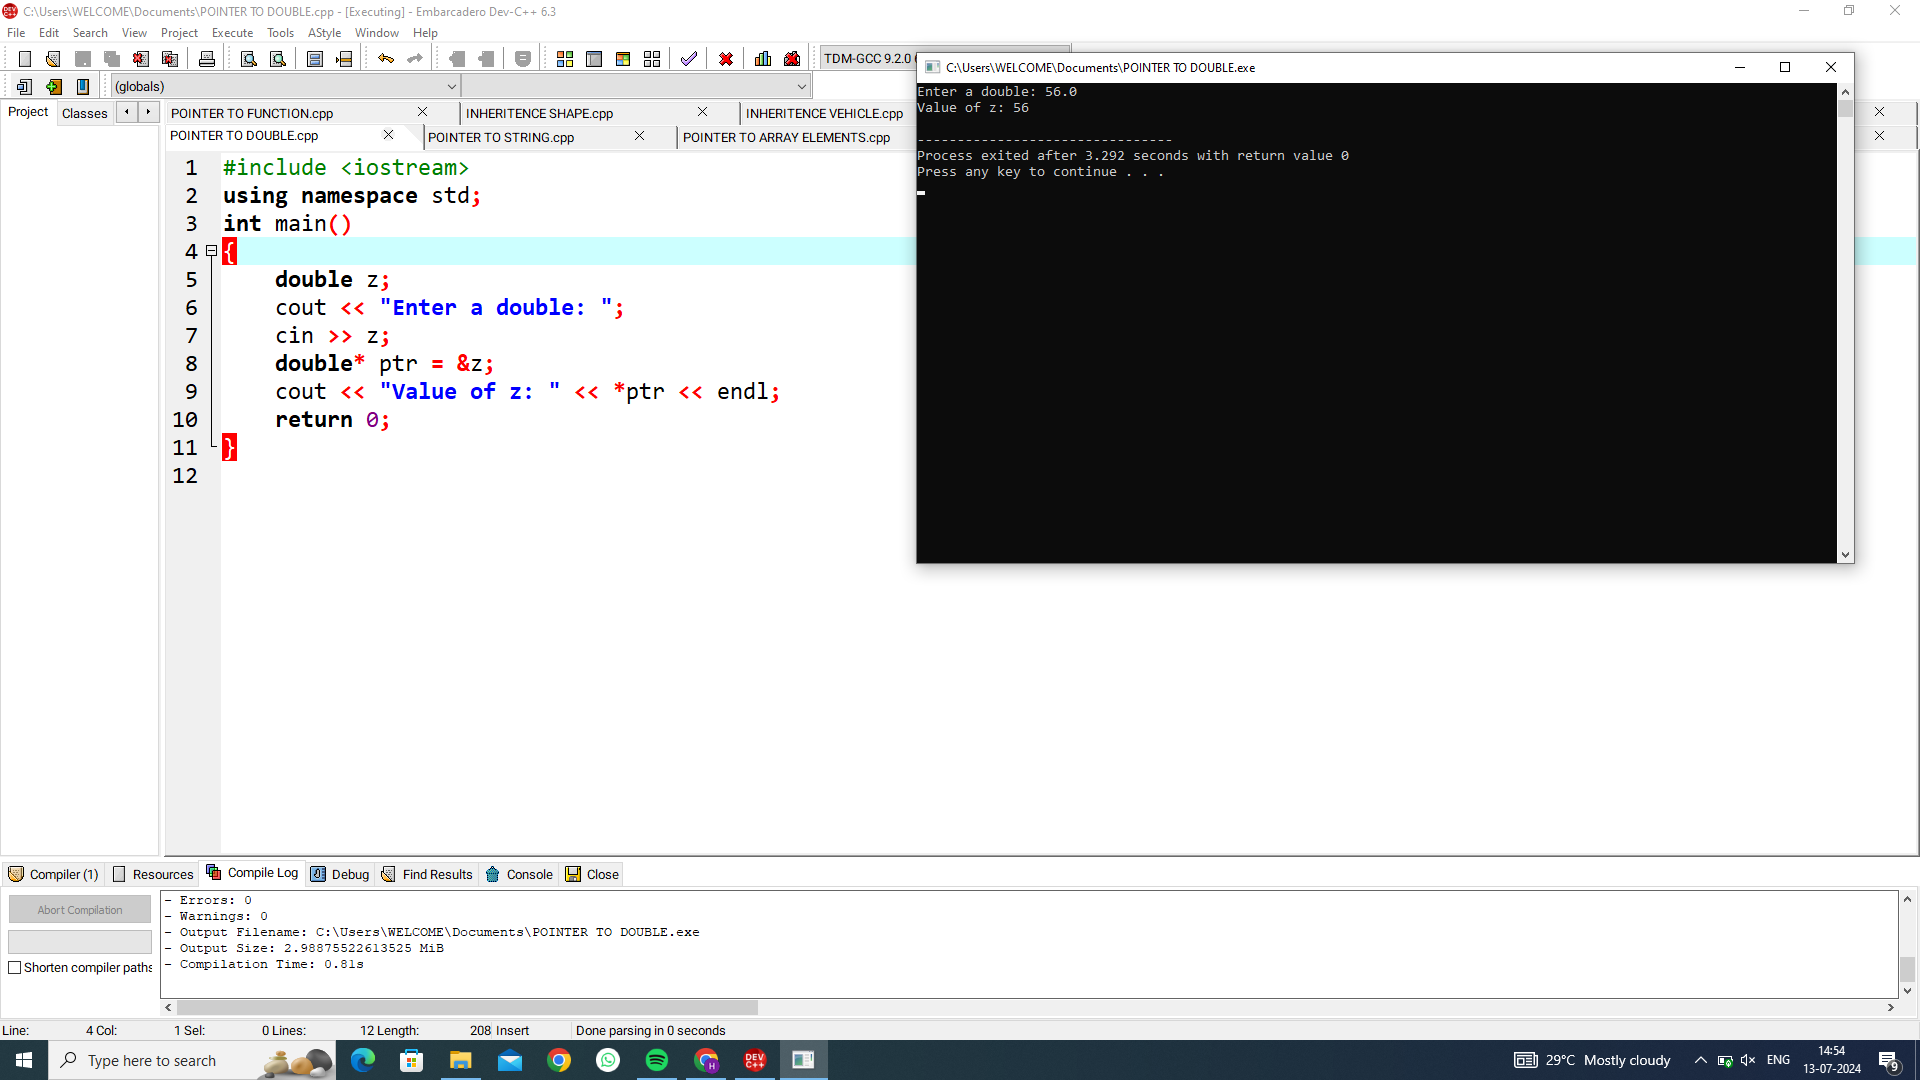 C:\Users\WELCOME\Documents\POINTER TO DOUBLE.cpp - [Executing] - Embarcadero Dev-C++ 6.3
File Edit Search View Project Execute Tools AStyle Window Help
TDM-GCC 9.2.0
(globals)
Project Classes
POINTER TO FUNCTION.cpp INHERITENCE SHAPE.cpp INHERITENCE VEHICLE.cpp
POINTER TO DOUBLE.cpp POINTER TO STRING.cpp POINTER TO ARRAY ELEMENTS.cpp
1 #include <iostream>
2 using namespace std;
3 int main()
4 {
5 double z;
6 cout << "Enter a double: ";
7 cin >> z;
8 double* ptr = &z;
9 cout << "Value of z: " << *ptr << endl;
10 return 0;
11 }
12
C:\Users\WELCOME\Documents\POINTER TO DOUBLE.exe
Enter a double: 56.0
Value of z: 56
--------------------------------
Process exited after 3.292 seconds with return value 0
Press any key to continue . . .
Compiler (1) Resources Compile Log Debug Find Results Console Close
Abort Compilation
Shorten compiler paths
- Errors: 0
- Warnings: 0
- Output Filename: C:\Users\WELCOME\Documents\POINTER TO DOUBLE.exe
- Output Size: 2.98875522613525 MiB
- Compilation Time: 0.81s
Line: 4 Col: 1 Sel: 0 Lines: 12 Length: 208 Insert Done parsing in 0 seconds
Type here to search
DEV C++
29°C Mostly cloudy
ENG
14:54
13-07-2024
9